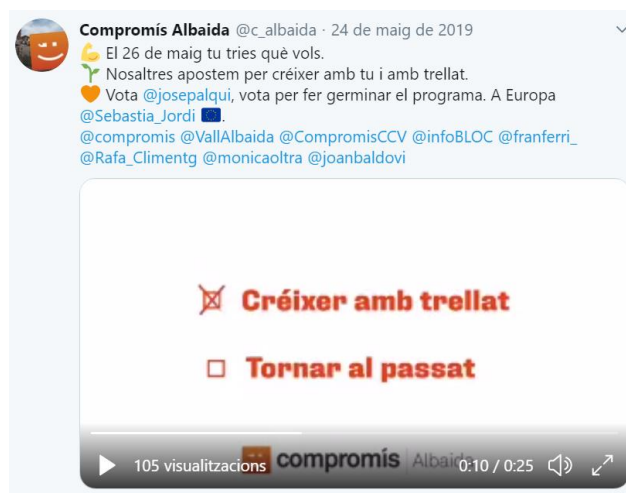 Compromís Albaida @c_albaida · 24 de maig de 2019
💪 El 26 de maig tu tries què vols.
🌱 Nosaltres apostem per créixer amb tu i amb trellat.
🧡 Vota @josepalqui, vota per fer germinar el programa. A Europa
@Sebastia_Jordi 🇪🇺.
@compromis @VallAlbaida @CompromisCCV @infoBLOC @franferri_
@Rafa_Climentg @monicaoltra @joanbaldovi
Créixer amb trellat
Tornar al passat
105 visualitzacions
compromís Albaida
0:10 / 0:25